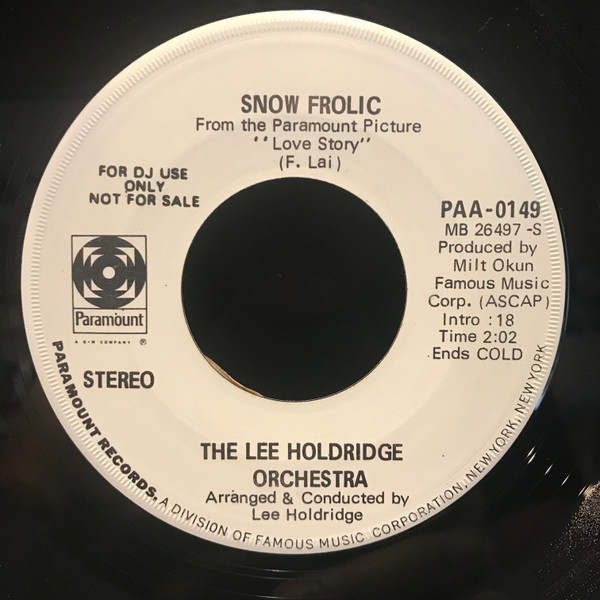 SNOW FROLIC
From the Paramount Picture
"Love Story"
(F. Lai)
FOR DJ USE
ONLY
NOT FOR SALE
PAA-0149
MB 26497 -S
Produced by
Milt Okun
Famous Music
Corp. (ASCAP)
Intro :18
Time 2:02
Ends COLD
Paramount
A G+W COMPANY ®
STEREO
THE LEE HOLDRIDGE
ORCHESTRA
Arranged & Conducted by
Lee Holdridge
PARAMOUNT RECORDS, A DIVISION OF FAMOUS MUSIC CORPORATION, NEW YORK, NEW YORK